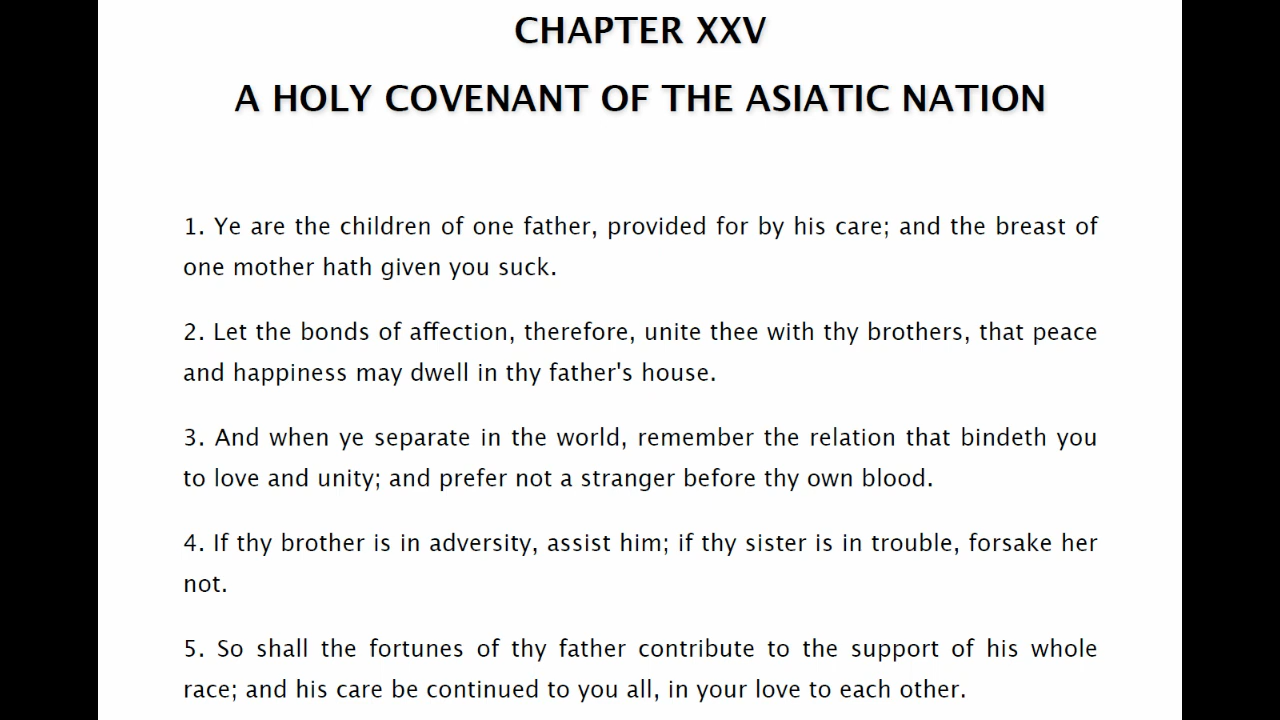 CHAPTER XXV
A HOLY COVENANT OF THE ASIATIC NATION
1. Ye are the children of one father, provided for by his care; and the breast of
one mother hath given you suck.
2. Let the bonds of affection, therefore, unite thee with thy brothers, that peace
and happiness may dwell in thy father's house.
3. And when ye separate in the world, remember the relation that bindeth you
to love and unity; and prefer not a stranger before thy own blood.
4. If thy brother is in adversity, assist him; if thy sister is in trouble, forsake her
not.
5. So shall the fortunes of thy father contribute to the support of his whole
race; and his care be continued to you all, in your love to each other.